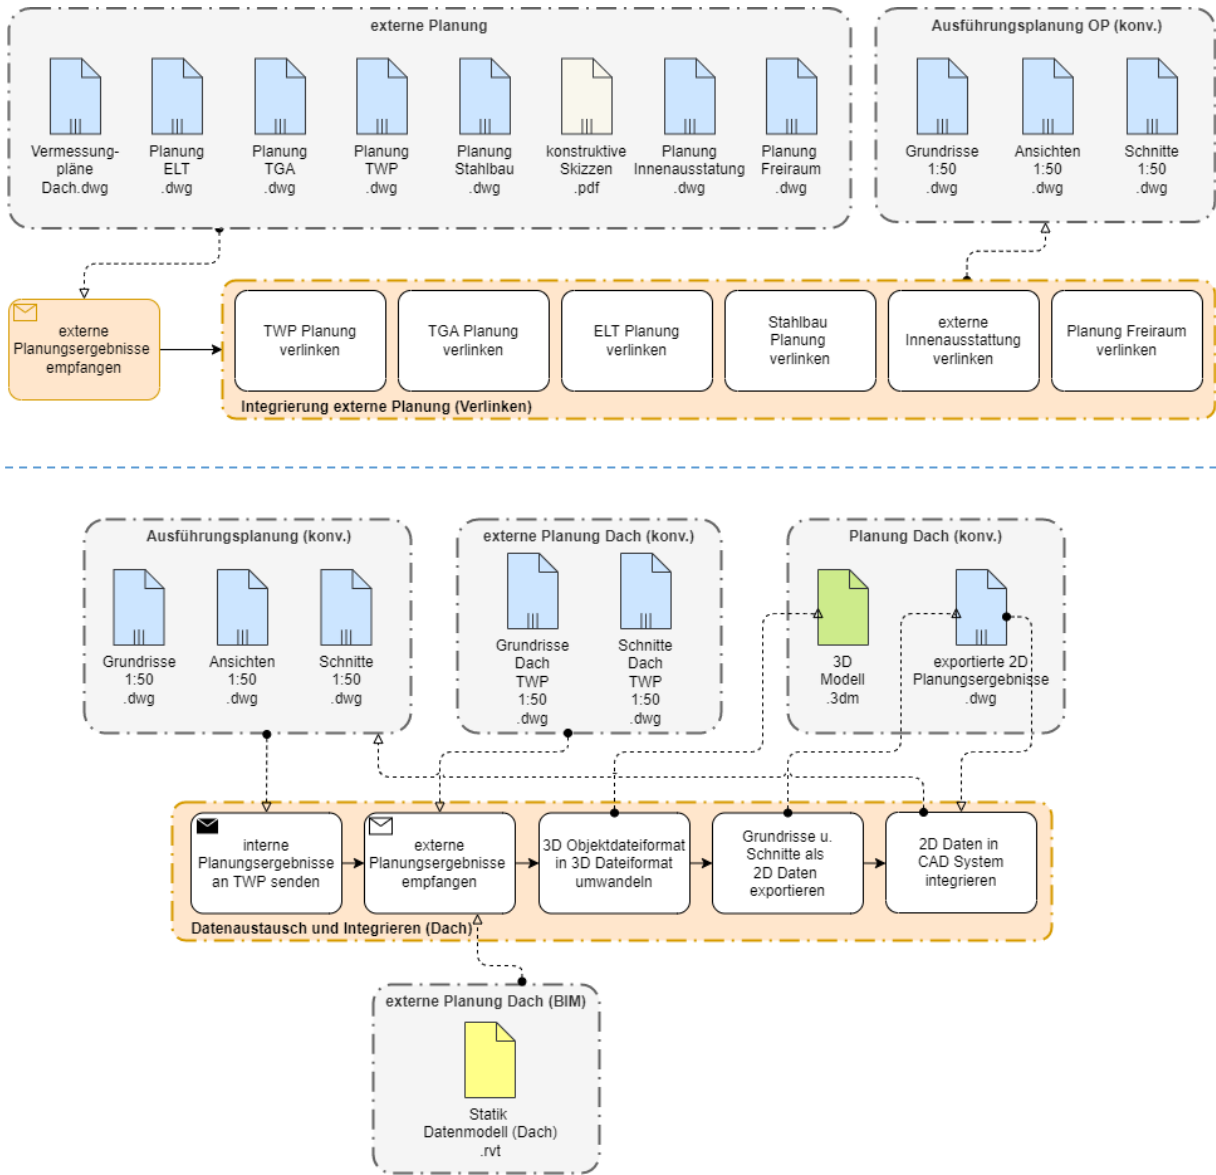 externe Planung
Vermessung-
pläne
Dach.dwg
Planung
ELT
.dwg
Planung
TGA
.dwg
Planung
TWP
.dwg
Planung
Stahlbau
.dwg
konstruktive
Skizzen
.pdf
Planung
Innenausstatung
.dwg
Planung
Freiraum
.dwg
Ausführungsplanung OP (konv.)
Grundrisse
1:50
.dwg
Ansichten
1:50
.dwg
Schnitte
1:50
.dwg
externe
Planungsergebnisse
empfangen
TWP Planung
verlinken
TGA Planung
verlinken
ELT Planung
verlinken
Stahlbau
Planung
verlinken
externe
Innenausstattung
verlinken
Planung Freiraum
verlinken
Integrierung externe Planung (Verlinken)
Ausführungsplanung (konv.)
Grundrisse
1:50
.dwg
Ansichten
1:50
.dwg
Schnitte
1:50
.dwg
externe Planung Dach (konv.)
Grundrisse
Dach
TWP
1:50
.dwg
Schnitte
Dach
TWP
1:50
.dwg
Planung Dach (konv.)
3D
Modell
.3dm
exportierte 2D
Planungsergebnisse
.dwg
interne
Planungsergebnisse
an TWP senden
externe
Planungsergebnisse
empfangen
3D Objektdateiformat
in 3D Dateiformat
umwandeln
Grundrisse u.
Schnitte als
2D Daten
exportieren
2D Daten in
CAD System
integrieren
Datenaustausch und Integrieren (Dach)
externe Planung Dach (BIM)
Statik
Datenmodell (Dach)
.rvt